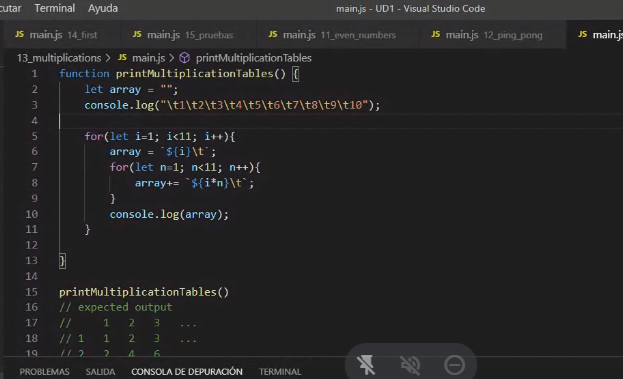 cutar Terminal Ayuda main.js - UD1 - Visual Studio Code
JS main.js 14_first JS main.js 15_pruebas JS main.js 11_even_numbers JS main.js 12_ping_pong JS main.js
13_multiplications > JS main.js > printMultiplicationTables
1 function printMultiplicationTables() {
2 let array = "";
3 console.log("\t1\t2\t3\t4\t5\t6\t7\t8\t9\t10");
4
5 for(let i=1; i<11; i++){
6 array = `${i}\t`;
7 for(let n=1; n<11; n++){
8 array+= `${i*n}\t`;
9 }
10 console.log(array);
11 }
12
13 }
14
15 printMultiplicationTables()
16 // expected output
17 // 1 2 3 ...
18 // 1 1 2 3 ...
19 // 2 2 4 6
PROBLEMAS SALIDA CONSOLA DE DEPURACIÓN TERMINAL